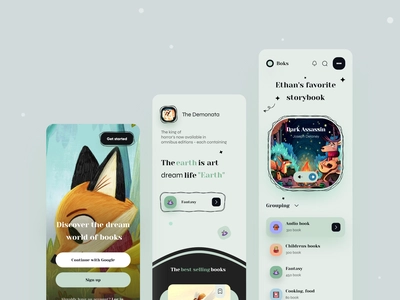 Get started
Discover the dream
world of books
Continue with Google
Sign up
The Demonata
The king of
horror's now available in
omnibus editions - each containing
The earth is art
dream life "Earth"
Fantasy
The best selling books
Boks
Ethan's favorite
storybook
Dark Assassin
Grouping
Audio book
Childeren books
Fantasy
Cooking, food